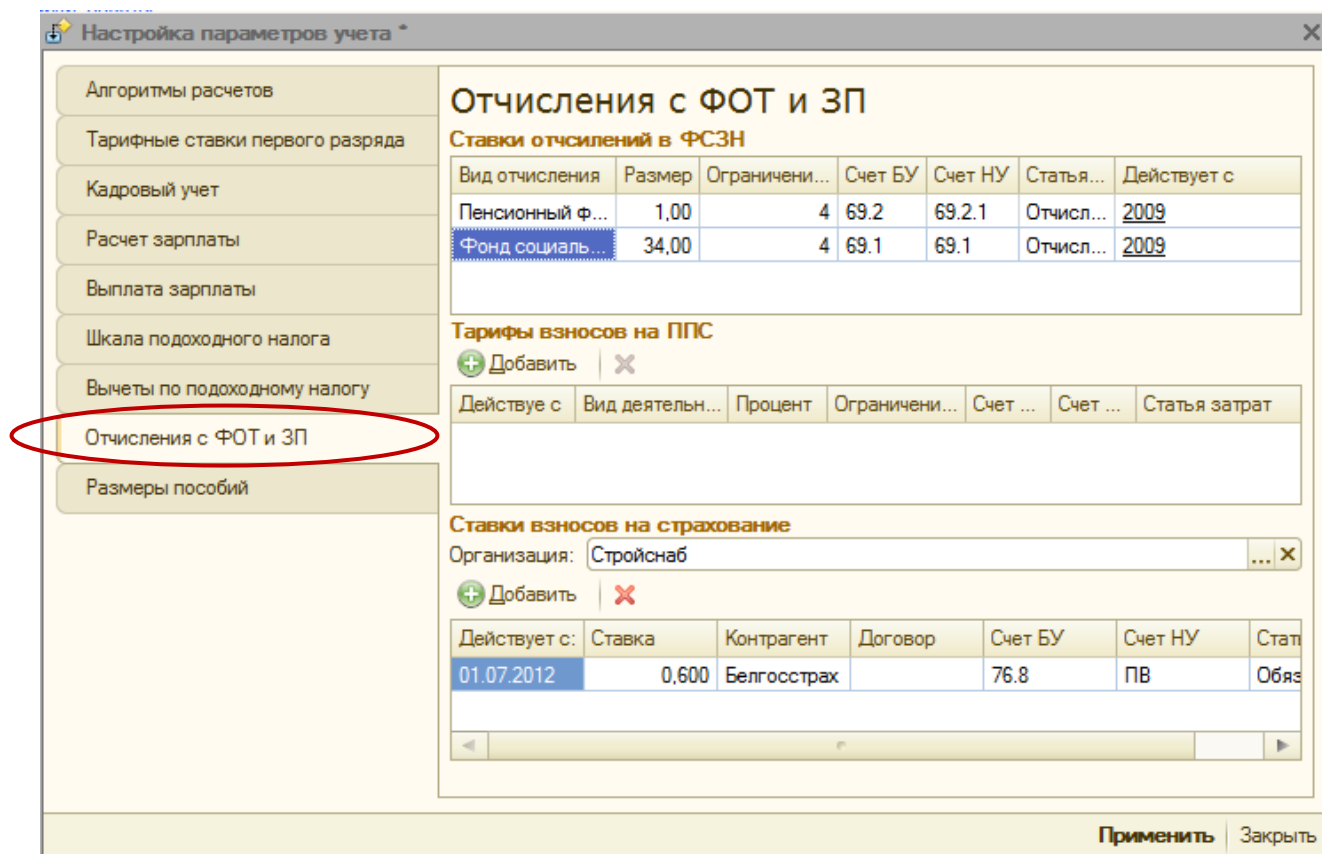 Настройка параметров учета *
Алгоритмы расчетов
Тарифные ставки первого разряда
Кадровый учет
Расчет зарплаты
Выплата зарплаты
Шкала подоходного налога
Вычеты по подоходному налогу
Отчисления с ФОТ и ЗП
Размеры пособий
Отчисления с ФОТ и ЗП
Ставки отчсилений в ФСЗН
Вид отчисления Размер Ограничени... Счет БУ Счет НУ Статья... Действует с
Пенсионный ф... 1,00 4 69.2 69.2.1 Отчисл... 2009
Фонд социаль... 34,00 4 69.1 69.1 Отчисл... 2009
Тарифы взносов на ППС
Добавить
Действуе с Вид деятельн... Процент Ограничени... Счет ... Счет ... Статья затрат
Ставки взносов на страхование
Организация: Стройснаб ...
Добавить
Действует с: Ставка Контрагент Договор Счет БУ Счет НУ Стать
01.07.2012 0,600 Белгосстрах 76.8 ПВ Обяз
Применить Закрыть